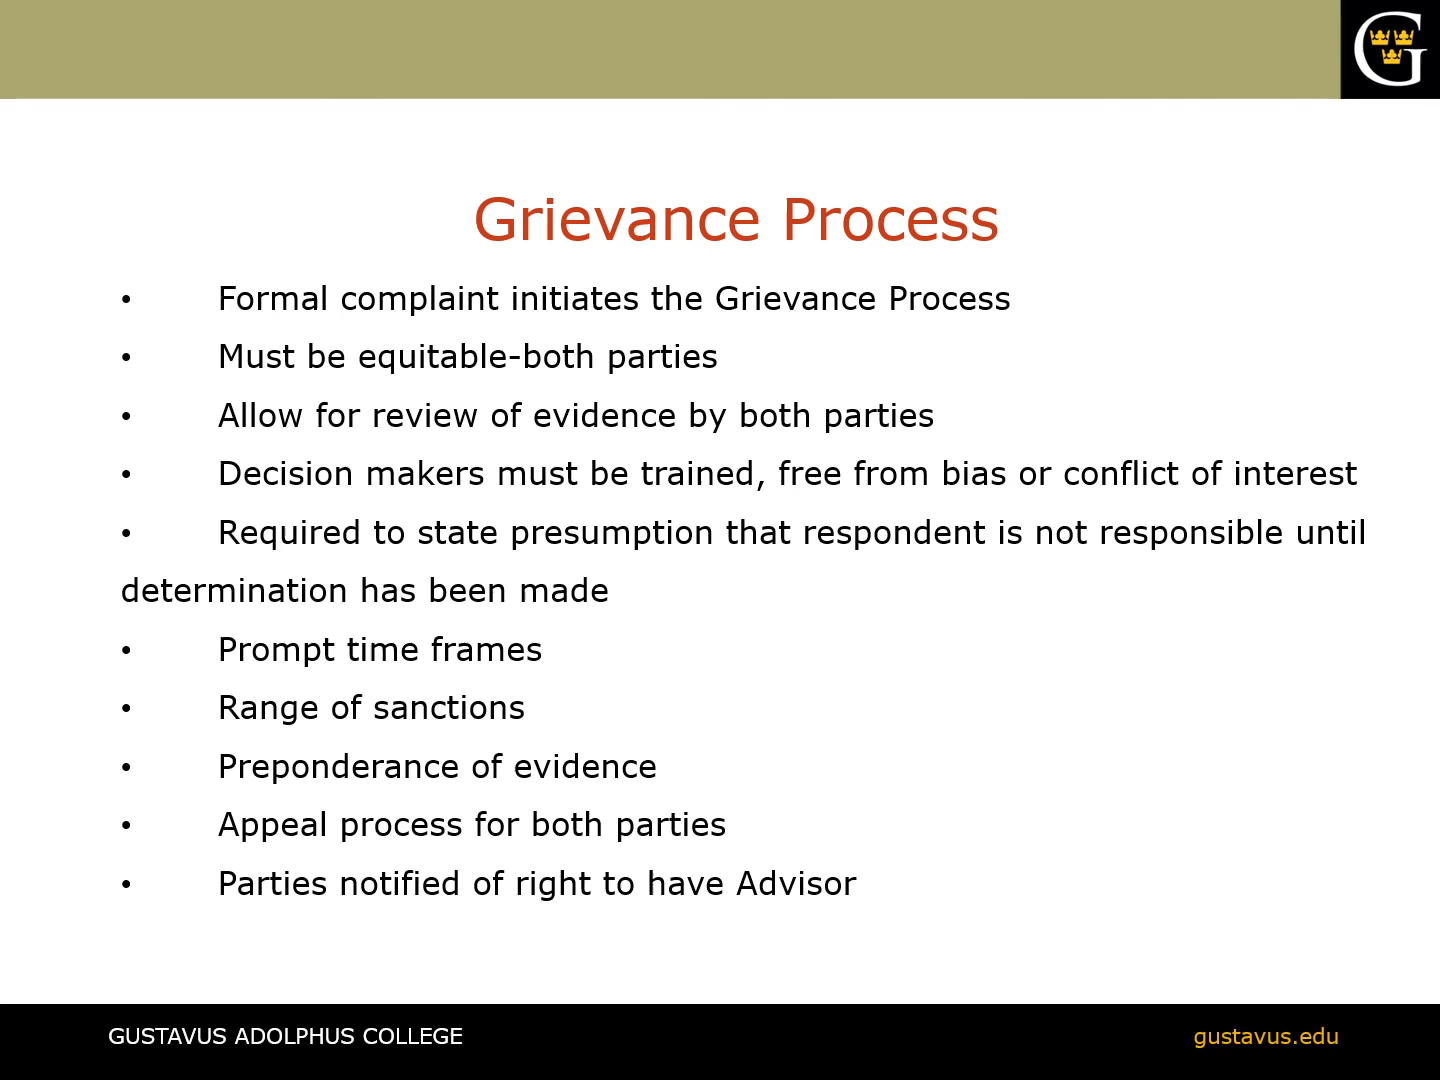 G
Grievance Process
• Formal complaint initiates the Grievance Process
• Must be equitable-both parties
• Allow for review of evidence by both parties
• Decision makers must be trained, free from bias or conflict of interest
• Required to state presumption that respondent is not responsible until
determination has been made
• Prompt time frames
• Range of sanctions
• Preponderance of evidence
• Appeal process for both parties
• Parties notified of right to have Advisor
GUSTAVUS ADOLPHUS COLLEGE
gustavus.edu